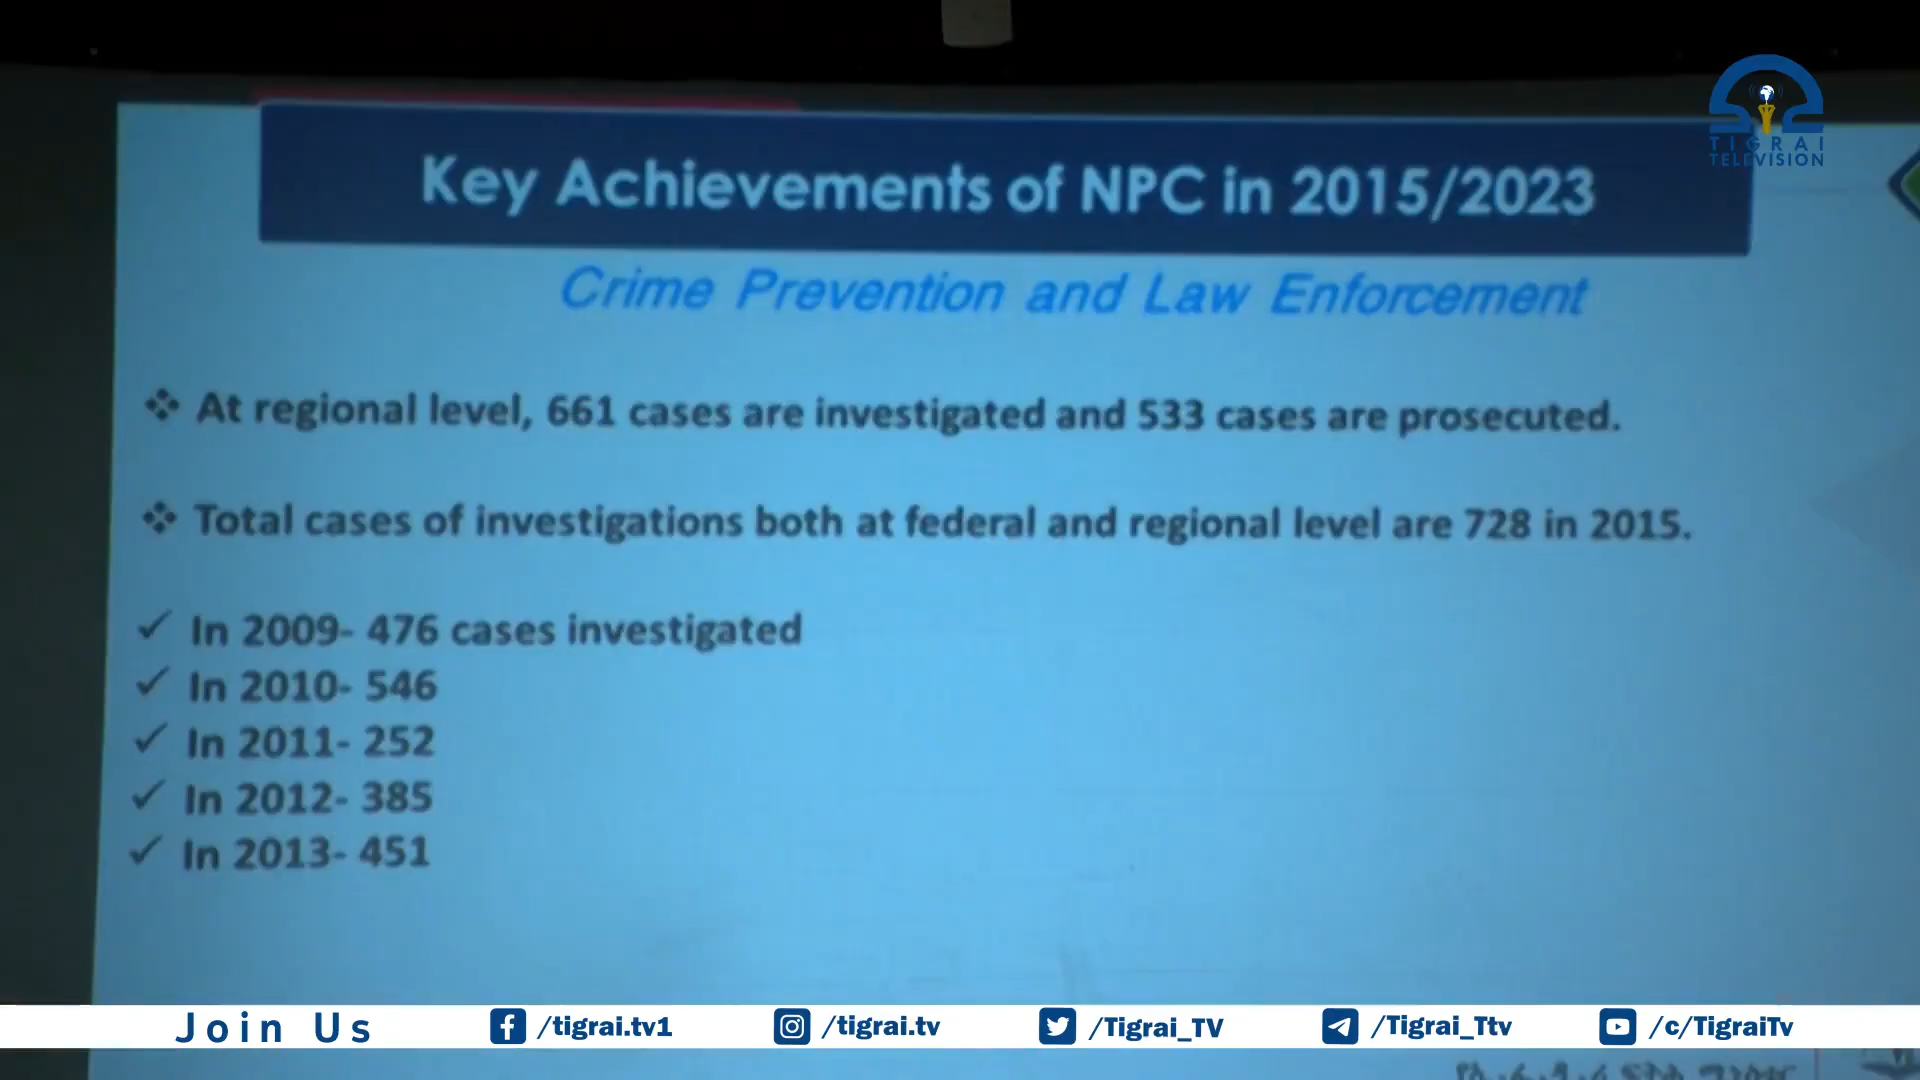 TIGRAI
TELEVISION
Key Achievements of NPC in 2015/2023
Crime Prevention and Law Enforcement
❖ At regional level, 661 cases are investigated and 533 cases are prosecuted.
❖ Total cases of investigations both at federal and regional level are 728 in 2015.
✓ In 2009- 476 cases investigated
✓ In 2010- 546
✓ In 2011- 252
✓ In 2012- 385
✓ In 2013- 451
Join Us
/tigrai.tv1
/tigrai.tv
/Tigrai_TV
/Tigrai_Ttv
/c/TigraiTv